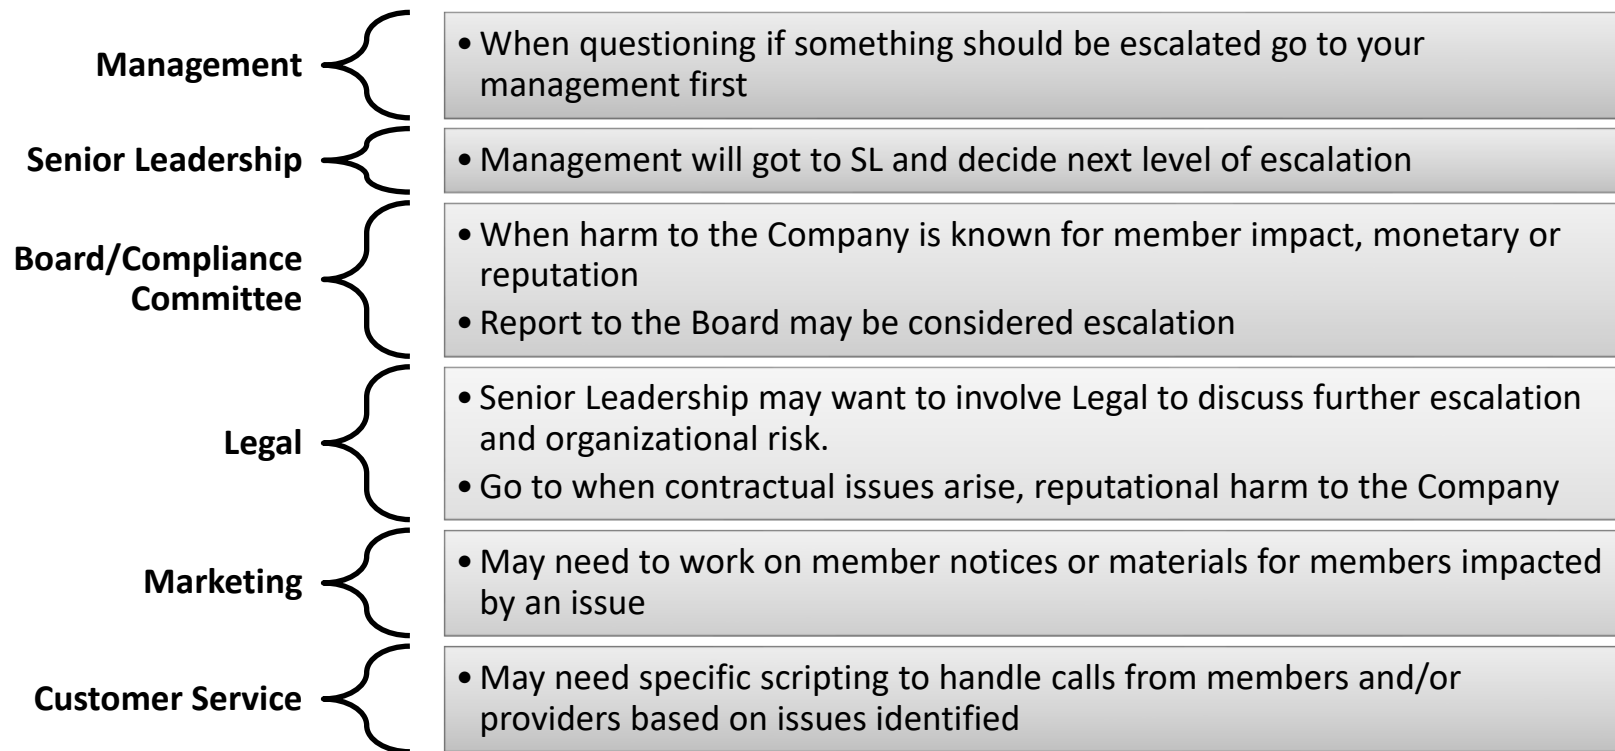 Management
• When questioning if something should be escalated go to your
management first
Senior Leadership
• Management will got to SL and decide next level of escalation
Board/Compliance
Committee
• When harm to the Company is known for member impact, monetary or
reputation
• Report to the Board may be considered escalation
Legal
• Senior Leadership may want to involve Legal to discuss further escalation
and organizational risk.
• Go to when contractual issues arise, reputational harm to the Company
Marketing
• May need to work on member notices or materials for members impacted
by an issue
Customer Service
• May need specific scripting to handle calls from members and/or
providers based on issues identified